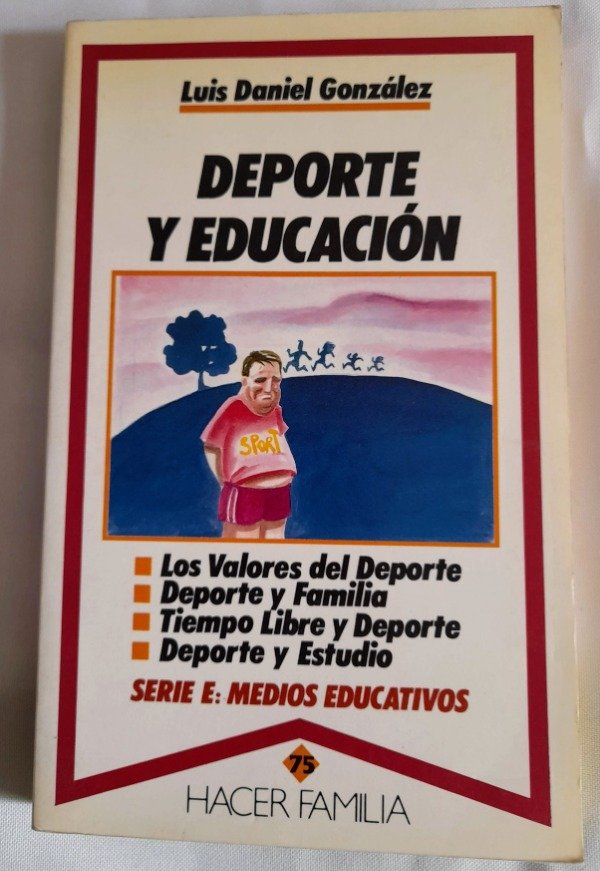 Luis Daniel González
DEPORTE
Y EDUCACIÓN
SPORT
Los Valores del Deporte
Deporte y Familia
Tiempo Libre y Deporte
Deporte y Estudio
SERIE E: MEDIOS EDUCATIVOS
75
HACER FAMILIA